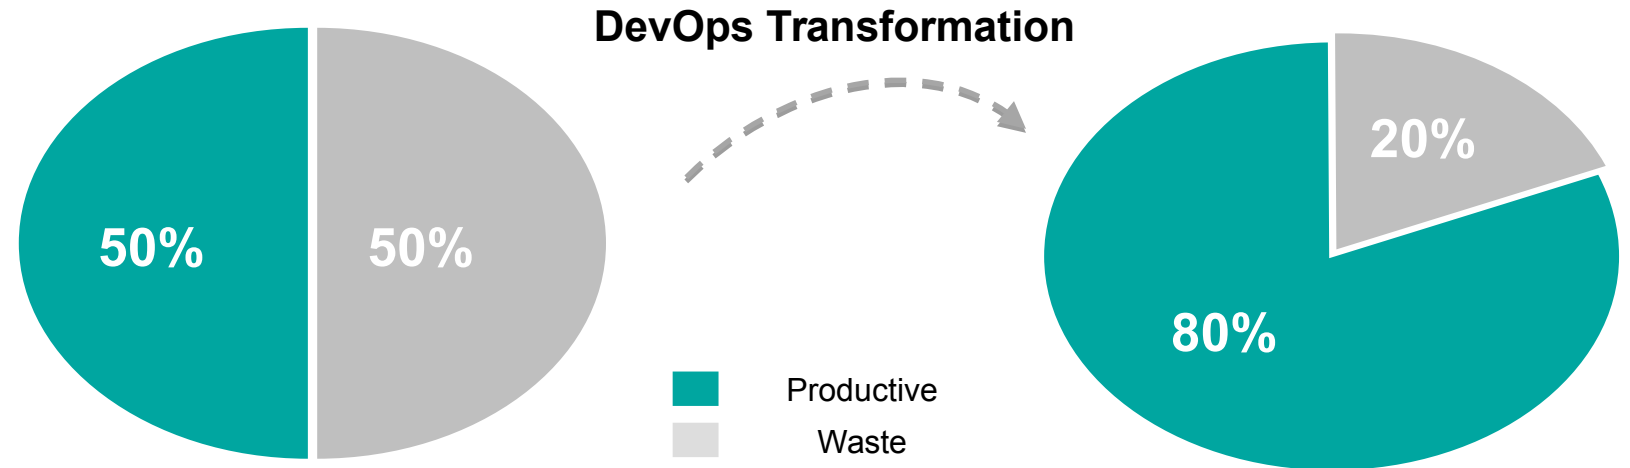 DevOps Transformation
50%
50%
20%
80%
Productive
Waste